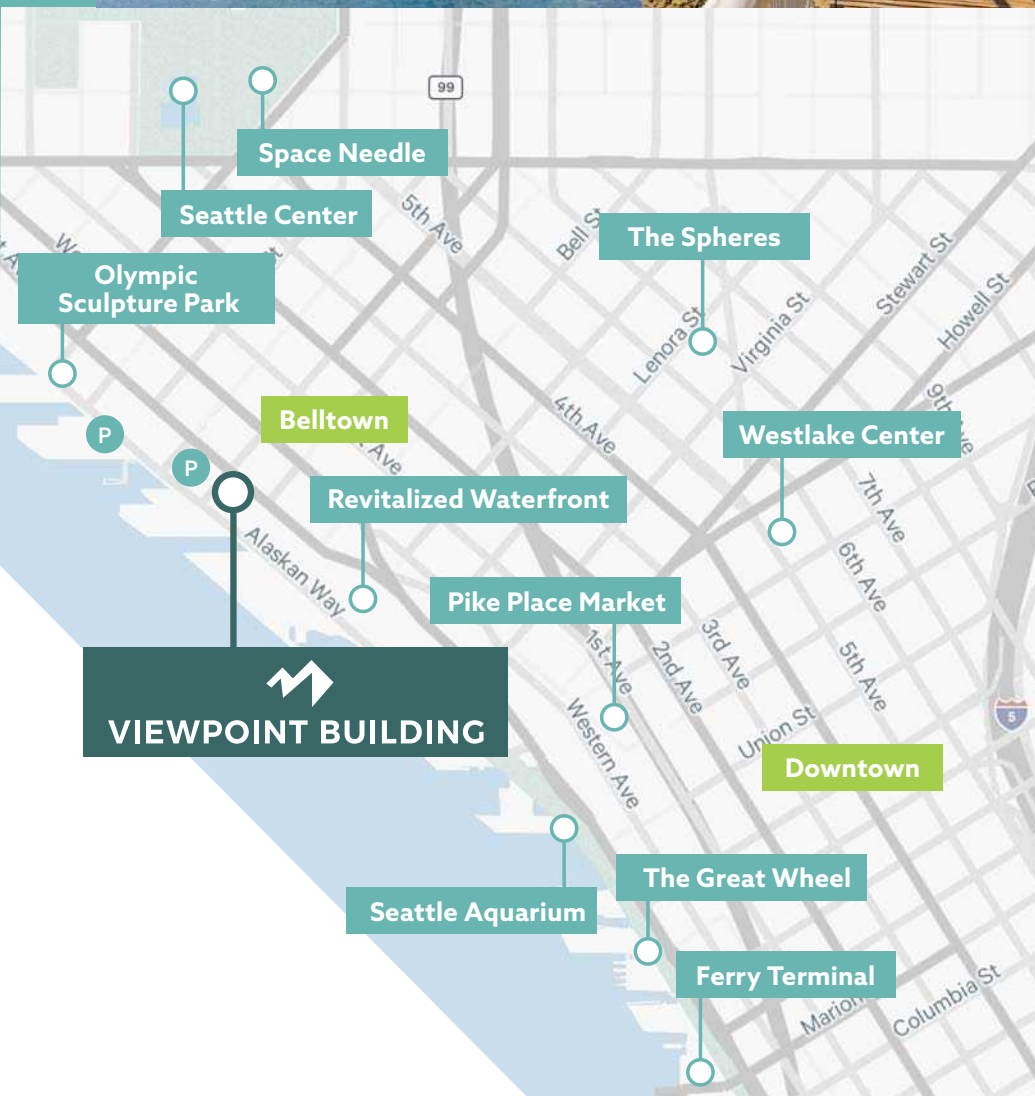 99
Space Needle
Seattle Center
5th Ave
Bell St
The Spheres
Olympic
Sculpture Park
Stewart St
Howell St
Lenora St
Virginia St
P
Belltown
4th Ave
Ave
Westlake Center
9th Ave
P
Revitalized Waterfront
7th Ave
Alaskan Way
6th Ave
Pike Place Market
1st Ave
2nd Ave
3rd Ave
5th Ave
VIEWPOINT BUILDING
Western Ave
Union St
5
Downtown
The Great Wheel
Seattle Aquarium
Ferry Terminal
Marion
Columbia St